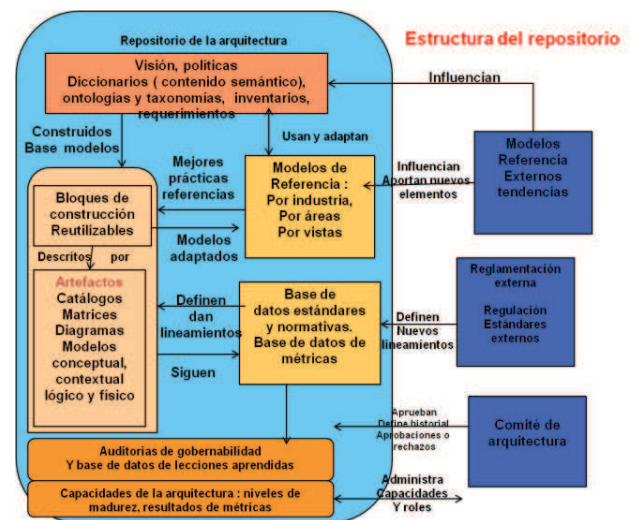 Estructura del repositorio
Repositorio de la arquitectura
Visión, políticas
Diccionarios ( contenido semántico),
ontologías y taxonomías, inventarios,
requerimientos
Influencian
Construidos
Base modelos
Usan y adaptan
Mejores
prácticas
referencias
Modelos de
Referencia :
Por industria,
Por áreas
Por vistas
Influencian
Aportan nuevos
elementos
Modelos
Referencia
Externos
tendencias
Bloques de
construcción
Reutilizables
Modelos
adaptados
Descritos por
Artefactos
Catálogos
Matrices
Diagramas
Modelos
conceptual,
contextual
lógico y físico
Definen
dan
lineamientos
Siguen
Base de
datos estándares
y normativas.
Base de datos de
métricas
Definen
Nuevos
lineamientos
Reglamentación
externa
Regulación
Estándares
externos
Aprueban
Define historial
Aprobaciones o
rechazos
Comité de
arquitectura
Auditorias de gobernabilidad
Y base de datos de lecciones aprendidas
Capacidades de la arquitectura : niveles de
madurez, resultados de métricas
Administra
Capacidades
Y roles